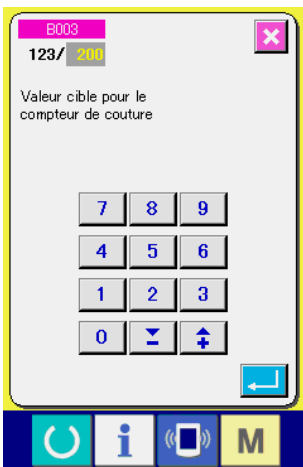 B003
123/ 200
Valeur cible pour le
compteur de couture
7 8 9
4 5 6
1 2 3
0
i M